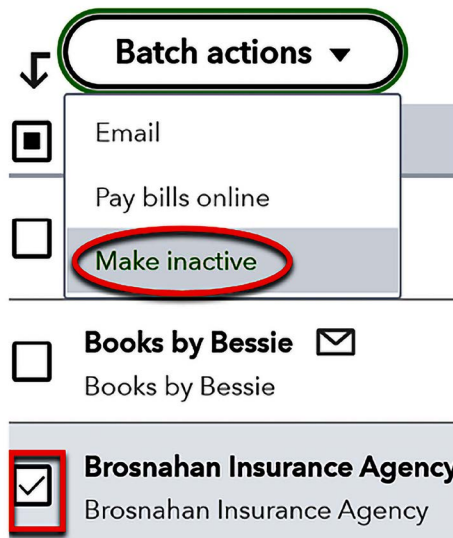 Batch actions
Email
Pay bills online
Make inactive
Books by Bessie
Books by Bessie
Brosnahan Insurance Agency
Brosnahan Insurance Agency